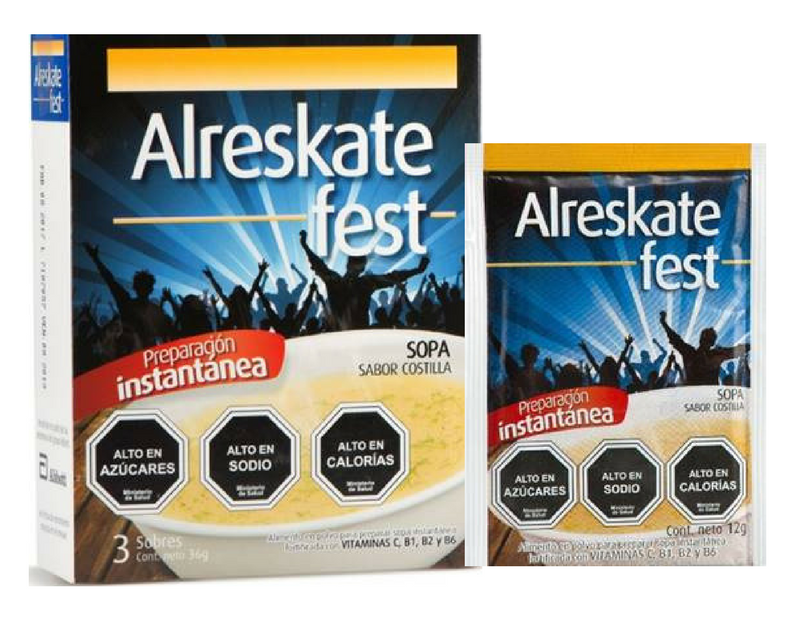 Alreskate
fest
Alreskate
fest
Preparación
instantánea
SOPA
SABOR COSTILLA
ALTO EN
AZÚCARES
Ministerio
de Salud
ALTO EN
SODIO
Ministerio
de Salud
ALTO EN
CALORÍAS
Ministerio
de Salud
3 Sobres
Cont. neto 36g
Alimento en polvo para preparar sopa instantánea
fortificada con VITAMINAS C, B1, B2 y B6
Abbott
Alreskate
fest
Preparación
instantánea
SOPA
SABOR COSTILLA
ALTO EN
AZÚCARES
Ministerio
de Salud
ALTO EN
SODIO
Ministerio
de Salud
ALTO EN
CALORÍAS
Ministerio
de Salud
Cont. neto 12g
Alimento en polvo para preparar sopa instantánea
fortificada con VITAMINAS C, B1, B2 y B6